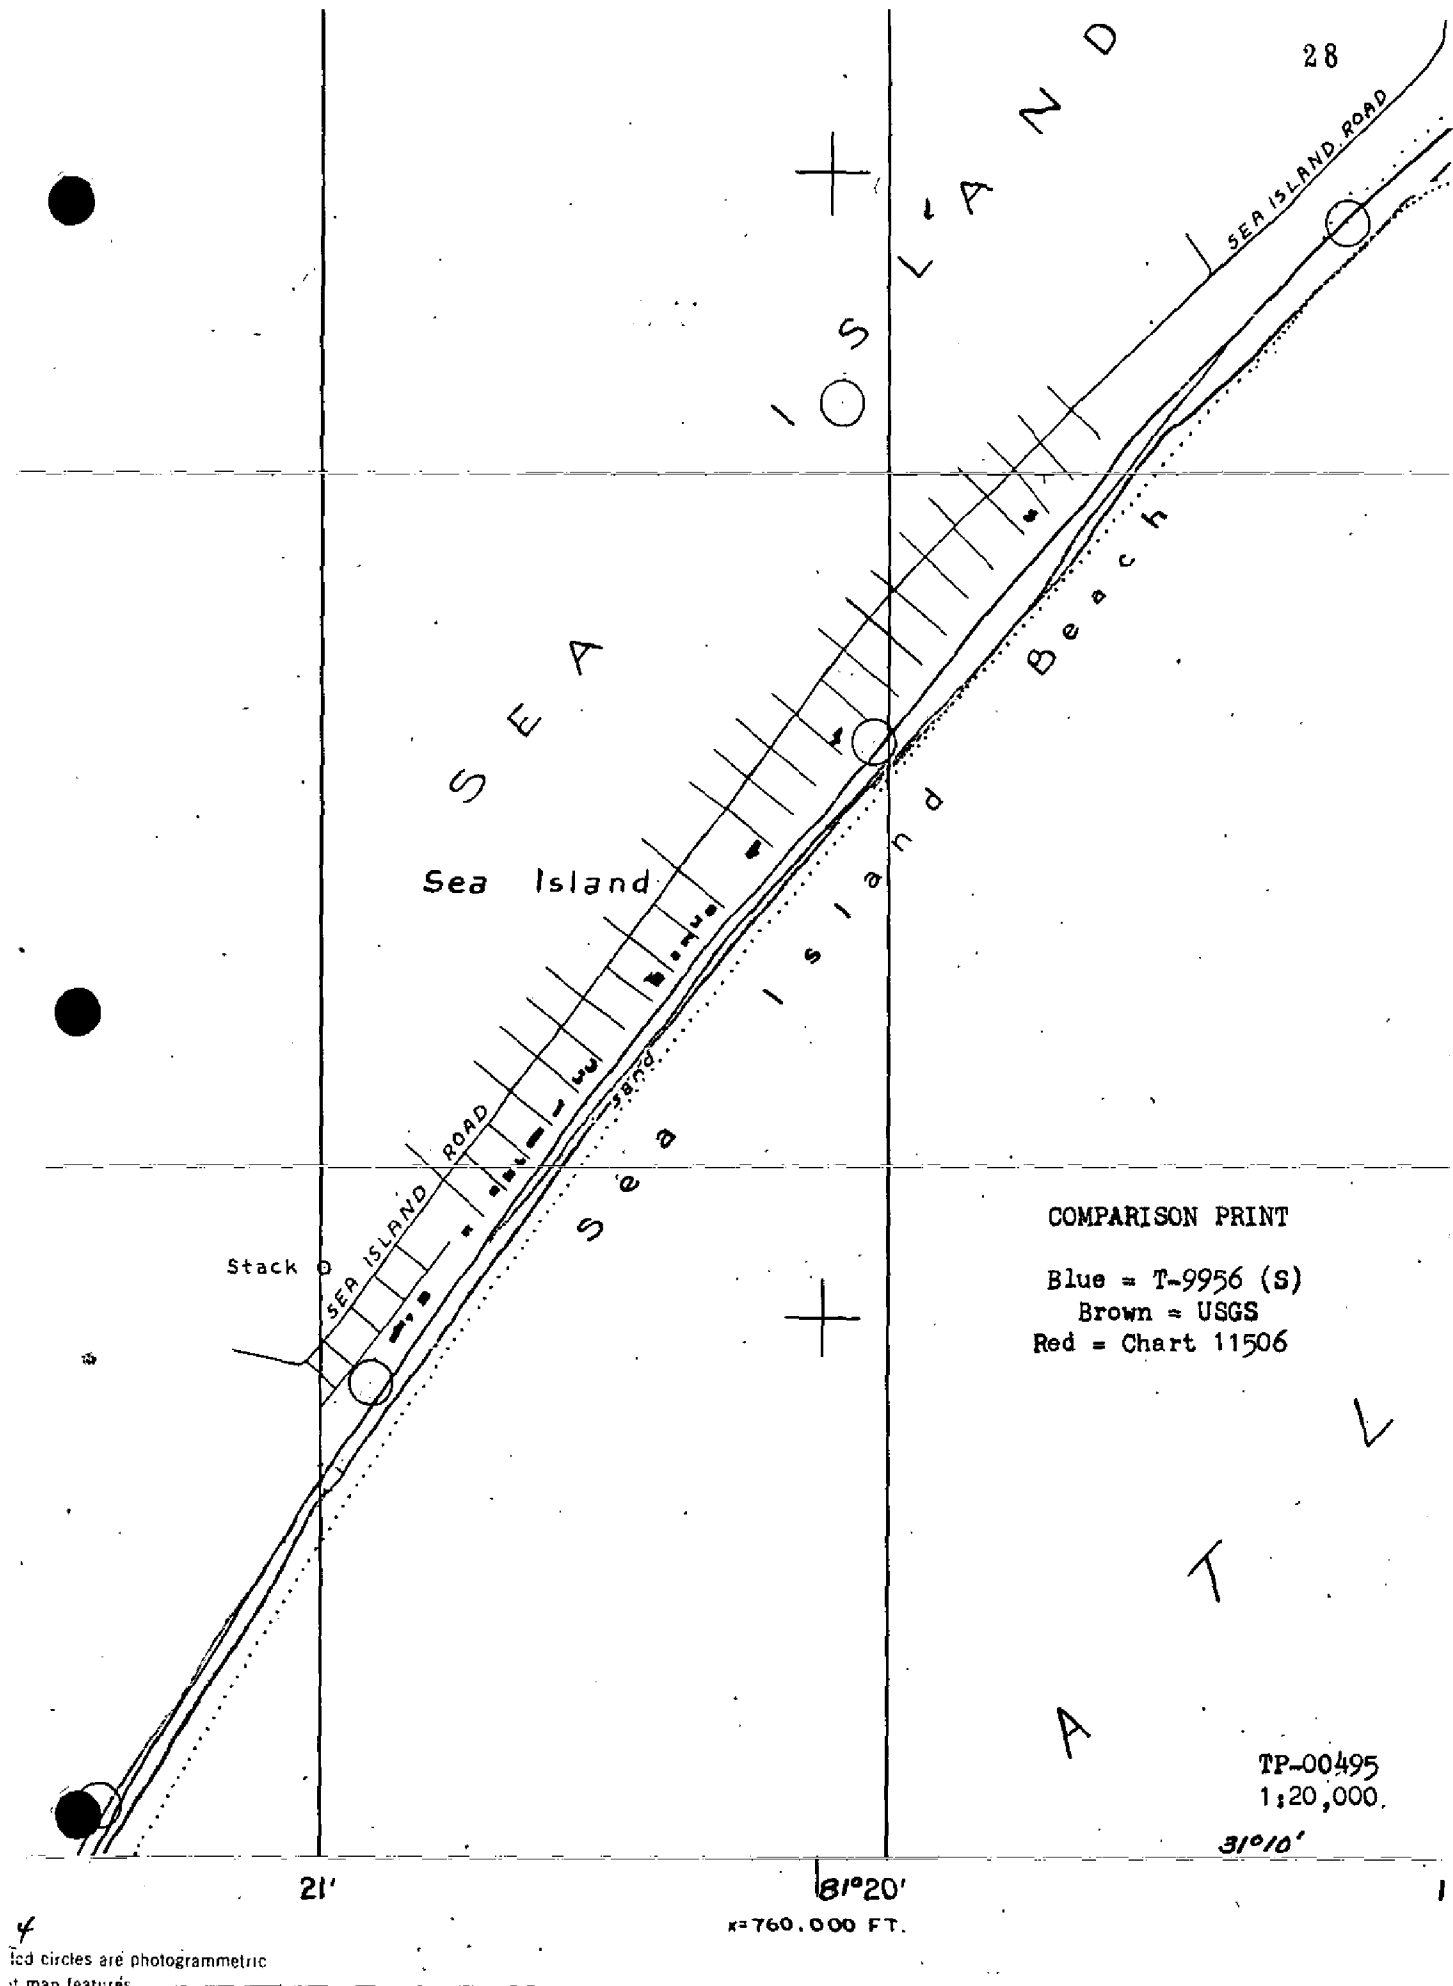 28
SEA ISLAND ROAD
SEA ISLAND
Sea Island
Sea Island Beach
sand
SEA ISLAND ROAD
Stack
COMPARISON PRINT
Blue = T-9956 (S)
Brown = USGS
Red = Chart 11506
A T L
TP-00495
1:20,000.
31°10'
21'
81°20'
1
x=760,000 FT.
4
circles are photogrammetric
map features